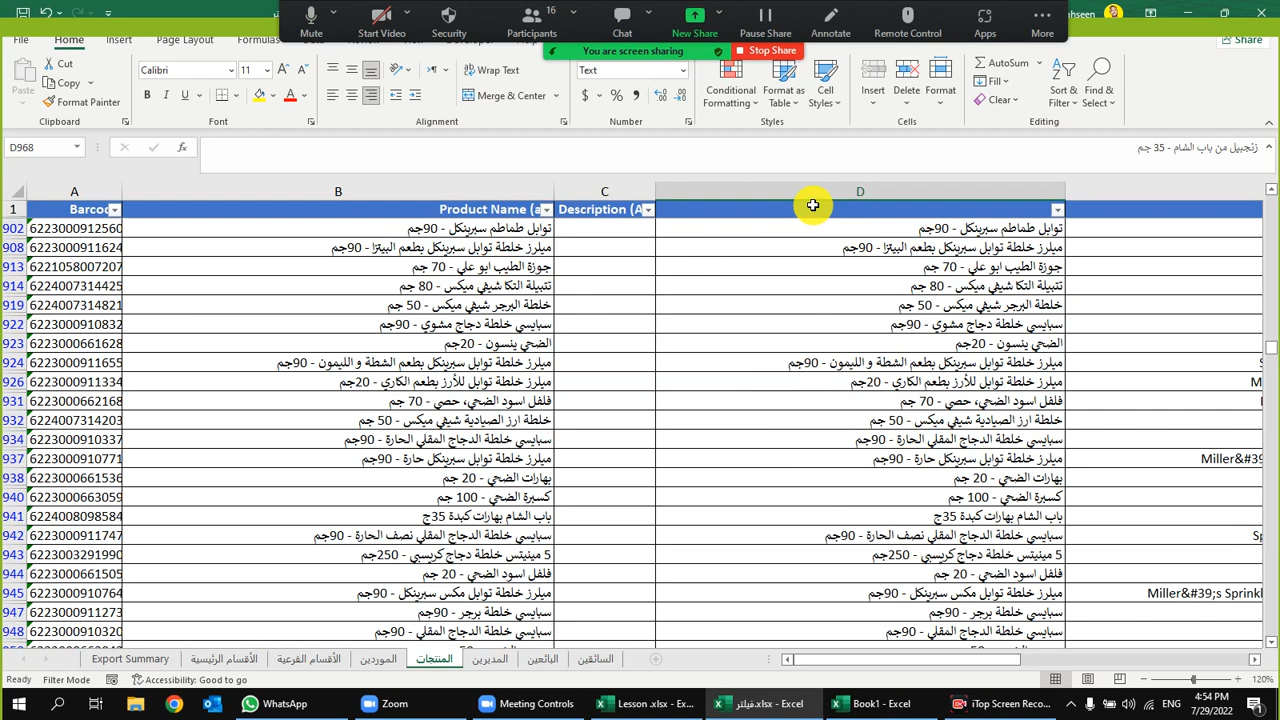 16
Mute
Start Video
Security
Participants
Chat
New Share
Pause Share
Annotate
Remote Control
Apps
More
You are screen sharing
Stop Share
File Home Insert Page Layout Formulas
Share
Cut
Copy
Format Painter
Paste
Clipboard
Calibri 11
B I U
Font
Wrap Text
Merge & Center
Alignment
Text
$ % ,
Number
Conditional Formatting
Format as Table
Cell Styles
Styles
Insert
Delete
Format
Cells
AutoSum
Fill
Clear
Sort & Filter
Find & Select
Editing
D968
fx
زنجبيل من باب الشام - 35 جم
A B C D
1 Barcod Product Name (a Description (A
902 6223000912560 توابل طماطم سبرينكل - 90جم توابل طماطم سبرينكل - 90جم
908 6223000911624 ميلرز خلطة توابل سبرينكل بطعم البيتزا - 90جم ميلرز خلطة توابل سبرينكل بطعم البيتزا - 90جم
913 6221058007207 جوزة الطيب ابو علي - 70 جم جوزة الطيب ابو علي - 70 جم
914 6224007314425 تتبيلة التكا شيفي ميكس - 80 جم تتبيلة التكا شيفي ميكس - 80 جم
919 6224007314821 خلطة البرجر شيفي ميكس - 50 جم خلطة البرجر شيفي ميكس - 50 جم
922 6223000910832 سبايسي خلطة دجاج مشوي - 90جم سبايسي خلطة دجاج مشوي - 90جم
923 6223000661628 الضحي ينسون - 20جم الضحي ينسون - 20جم
924 6223000911655 ميلرز خلطة توابل سبرينكل بطعم الشطة و الليمون - 90جم ميلرز خلطة توابل سبرينكل بطعم الشطة و الليمون - 90جم
926 6223000911334 ميلرز خلطة توابل للأرز بطعم الكاري - 20جم ميلرز خلطة توابل للأرز بطعم الكاري - 20جم
931 6223000662168 فلفل اسود الضحي، حصي - 70 جم فلفل اسود الضحي، حصي - 70 جم
932 6224007314203 خلطة ارز الصيادية شيفي ميكس - 50 جم خلطة ارز الصيادية شيفي ميكس - 50 جم
934 6223000910337 سبايسي خلطة الدجاج المقلي الحارة - 90جم سبايسي خلطة الدجاج المقلي الحارة - 90جم
937 6223000910771 ميلرز خلطة توابل سبرينكل حارة - 90جم ميلرز خلطة توابل سبرينكل حارة - 90جم Miller&#39;
938 6223000661536 بهارات الضحي - 20 جم بهارات الضحي - 20 جم
940 6223000663059 كسبرة الضحي - 100 جم كسبرة الضحي - 100 جم
941 6224008098584 باب الشام بهارات كبدة 35ج باب الشام بهارات كبدة 35ج
942 6223000911747 سبايسي خلطة الدجاج المقلي نصف الحارة - 90جم سبايسي خلطة الدجاج المقلي نصف الحارة - 90جم Sp
943 6223003291990 5 مينيتس خلطة دجاج كريسبي - 250جم 5 مينيتس خلطة دجاج كريسبي - 250جم
944 6223000661505 فلفل اسود الضحي - 20 جم فلفل اسود الضحي - 20 جم
945 6223000910764 ميلرز خلطة توابل مكس سبرينكل - 90جم ميلرز خلطة توابل مكس سبرينكل - 90جم Miller&#39;s Sprinkl
947 6223000911273 سبايسي خلطة برجر - 90جم سبايسي خلطة برجر - 90جم
948 6223000910320 سبايسي خلطة الدجاج المقلي - 90جم سبايسي خلطة الدجاج المقلي - 90جم
Export Summary الأقسام الرئيسية الأقسام الفرعية الموردين المنتجات المديرين البائعين السائقين
Ready Filter Mode Accessibility: Good to go 120%
WhatsApp
Zoom
Meeting Controls
Lesson .xlsx - Ex...
فيلتر.xlsx - Excel
Book1 - Excel
iTop Screen Reco...
ENG
4:54 PM
7/29/2022